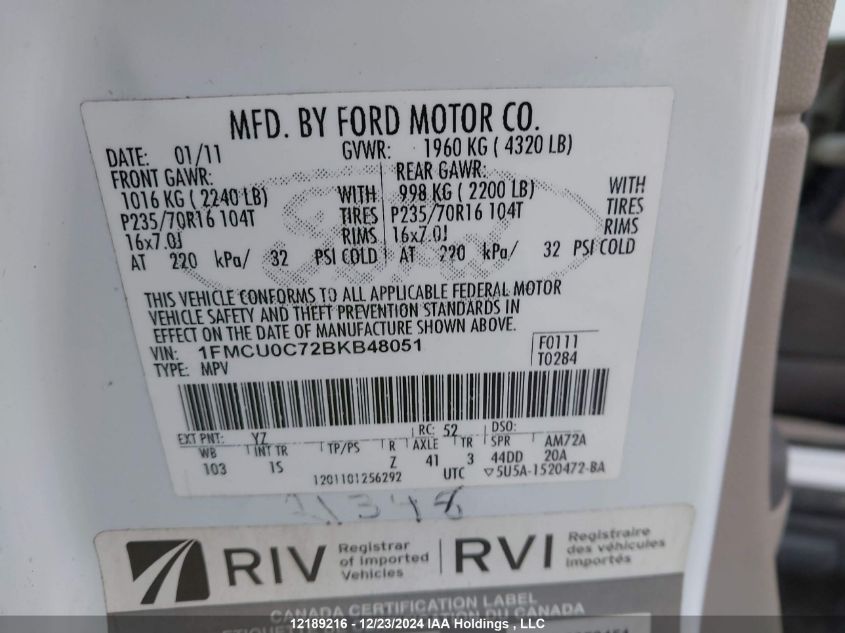 MFD. BY FORD MOTOR CO.
DATE: 01/11 GVWR: 1960 KG ( 4320 LB)
FRONT GAWR: REAR GAWR:
1016 KG ( 2240 LB) WITH 998 KG ( 2200 LB) WITH
P235/70R16 104T TIRES P235/70R16 104T TIRES
16x7.0J RIMS 16x7.0J RIMS
AT 220 kPa/ 32 PSI COLD AT 220 kPa/ 32 PSI COLD
THIS VEHICLE CONFORMS TO ALL APPLICABLE FEDERAL MOTOR
VEHICLE SAFETY AND THEFT PREVENTION STANDARDS IN
EFFECT ON THE DATE OF MANUFACTURE SHOWN ABOVE.
VIN: 1FMCU0C72BKB48051 F0111
TYPE: MPV T0284
EXT PNT: YZ RC: 52 DSO:
WB INT TR TP/PS R AXLE TR SPR AM72A
103 1S Z 41 3 44DD 20A
1201101256292 UTC ▽5U5A-1520472-BA
21348
RIV Registrar of Imported Vehicles RVI Registraire des véhicules importés
CANADA CERTIFICATION LABEL
12189216 - 12/23/2024 IAA Holdings , LLC